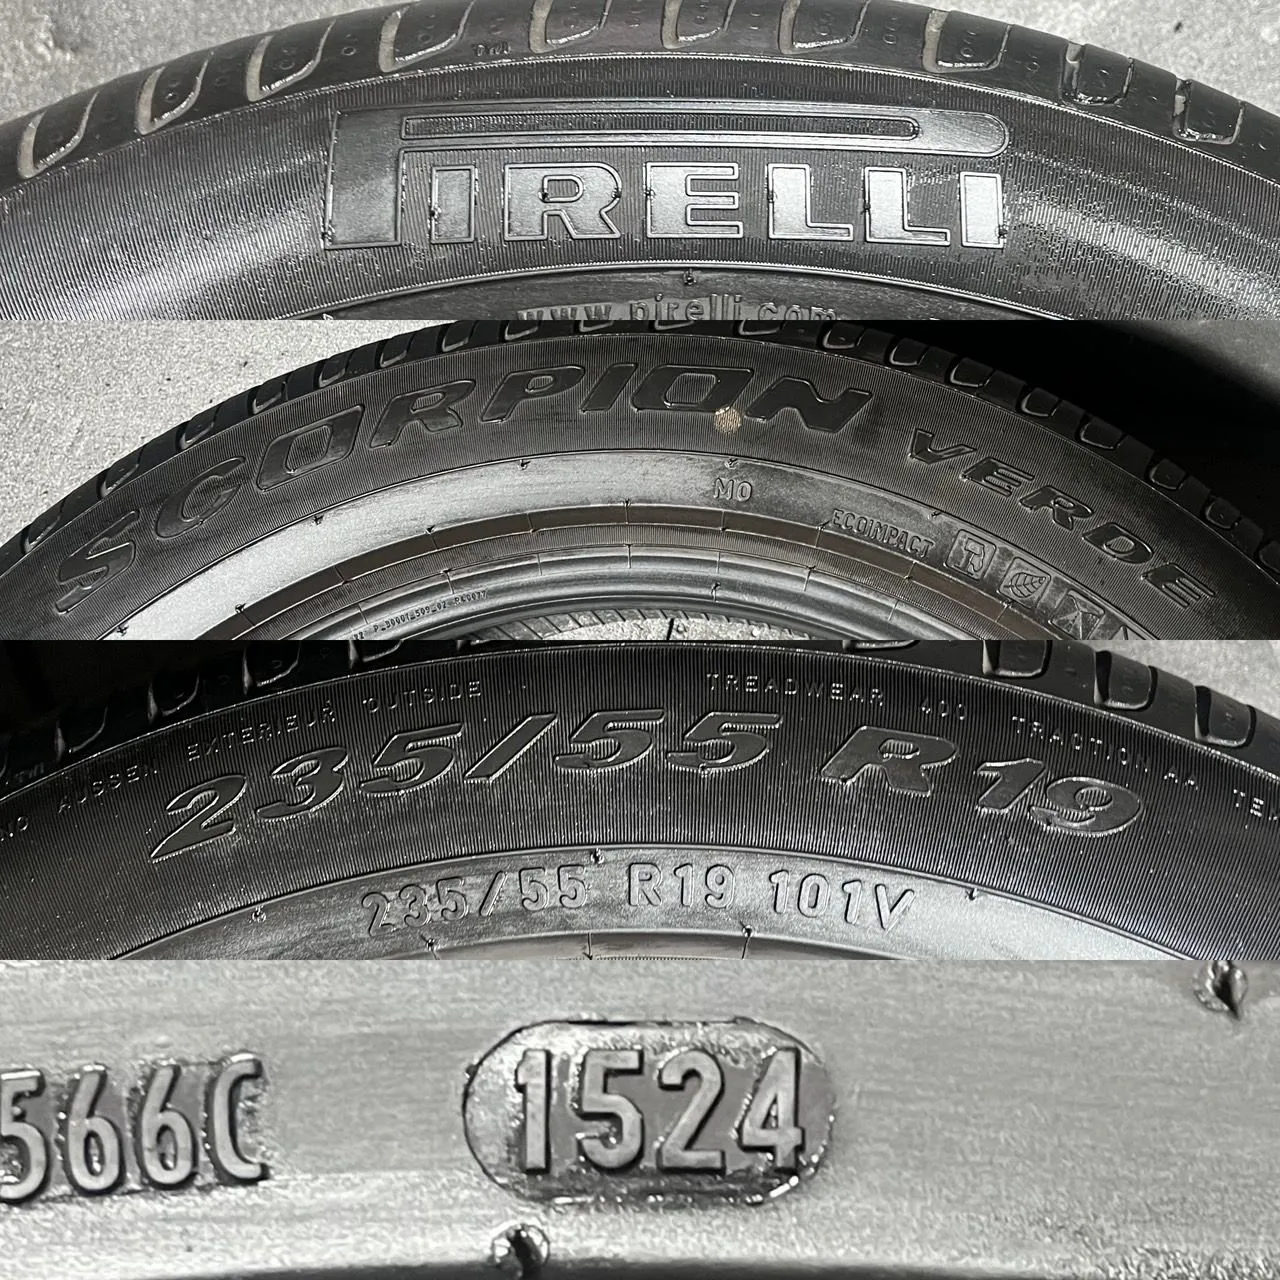 PIRELLI
www.pirelli.com
SCORPION VERDE
MO
ECOIMPACT
AUSSEN EXTERIEUR OUTSIDE
TREADWEAR 400 TRACTION AA
235/55 R19
235/55 R19 101V
566C 1524